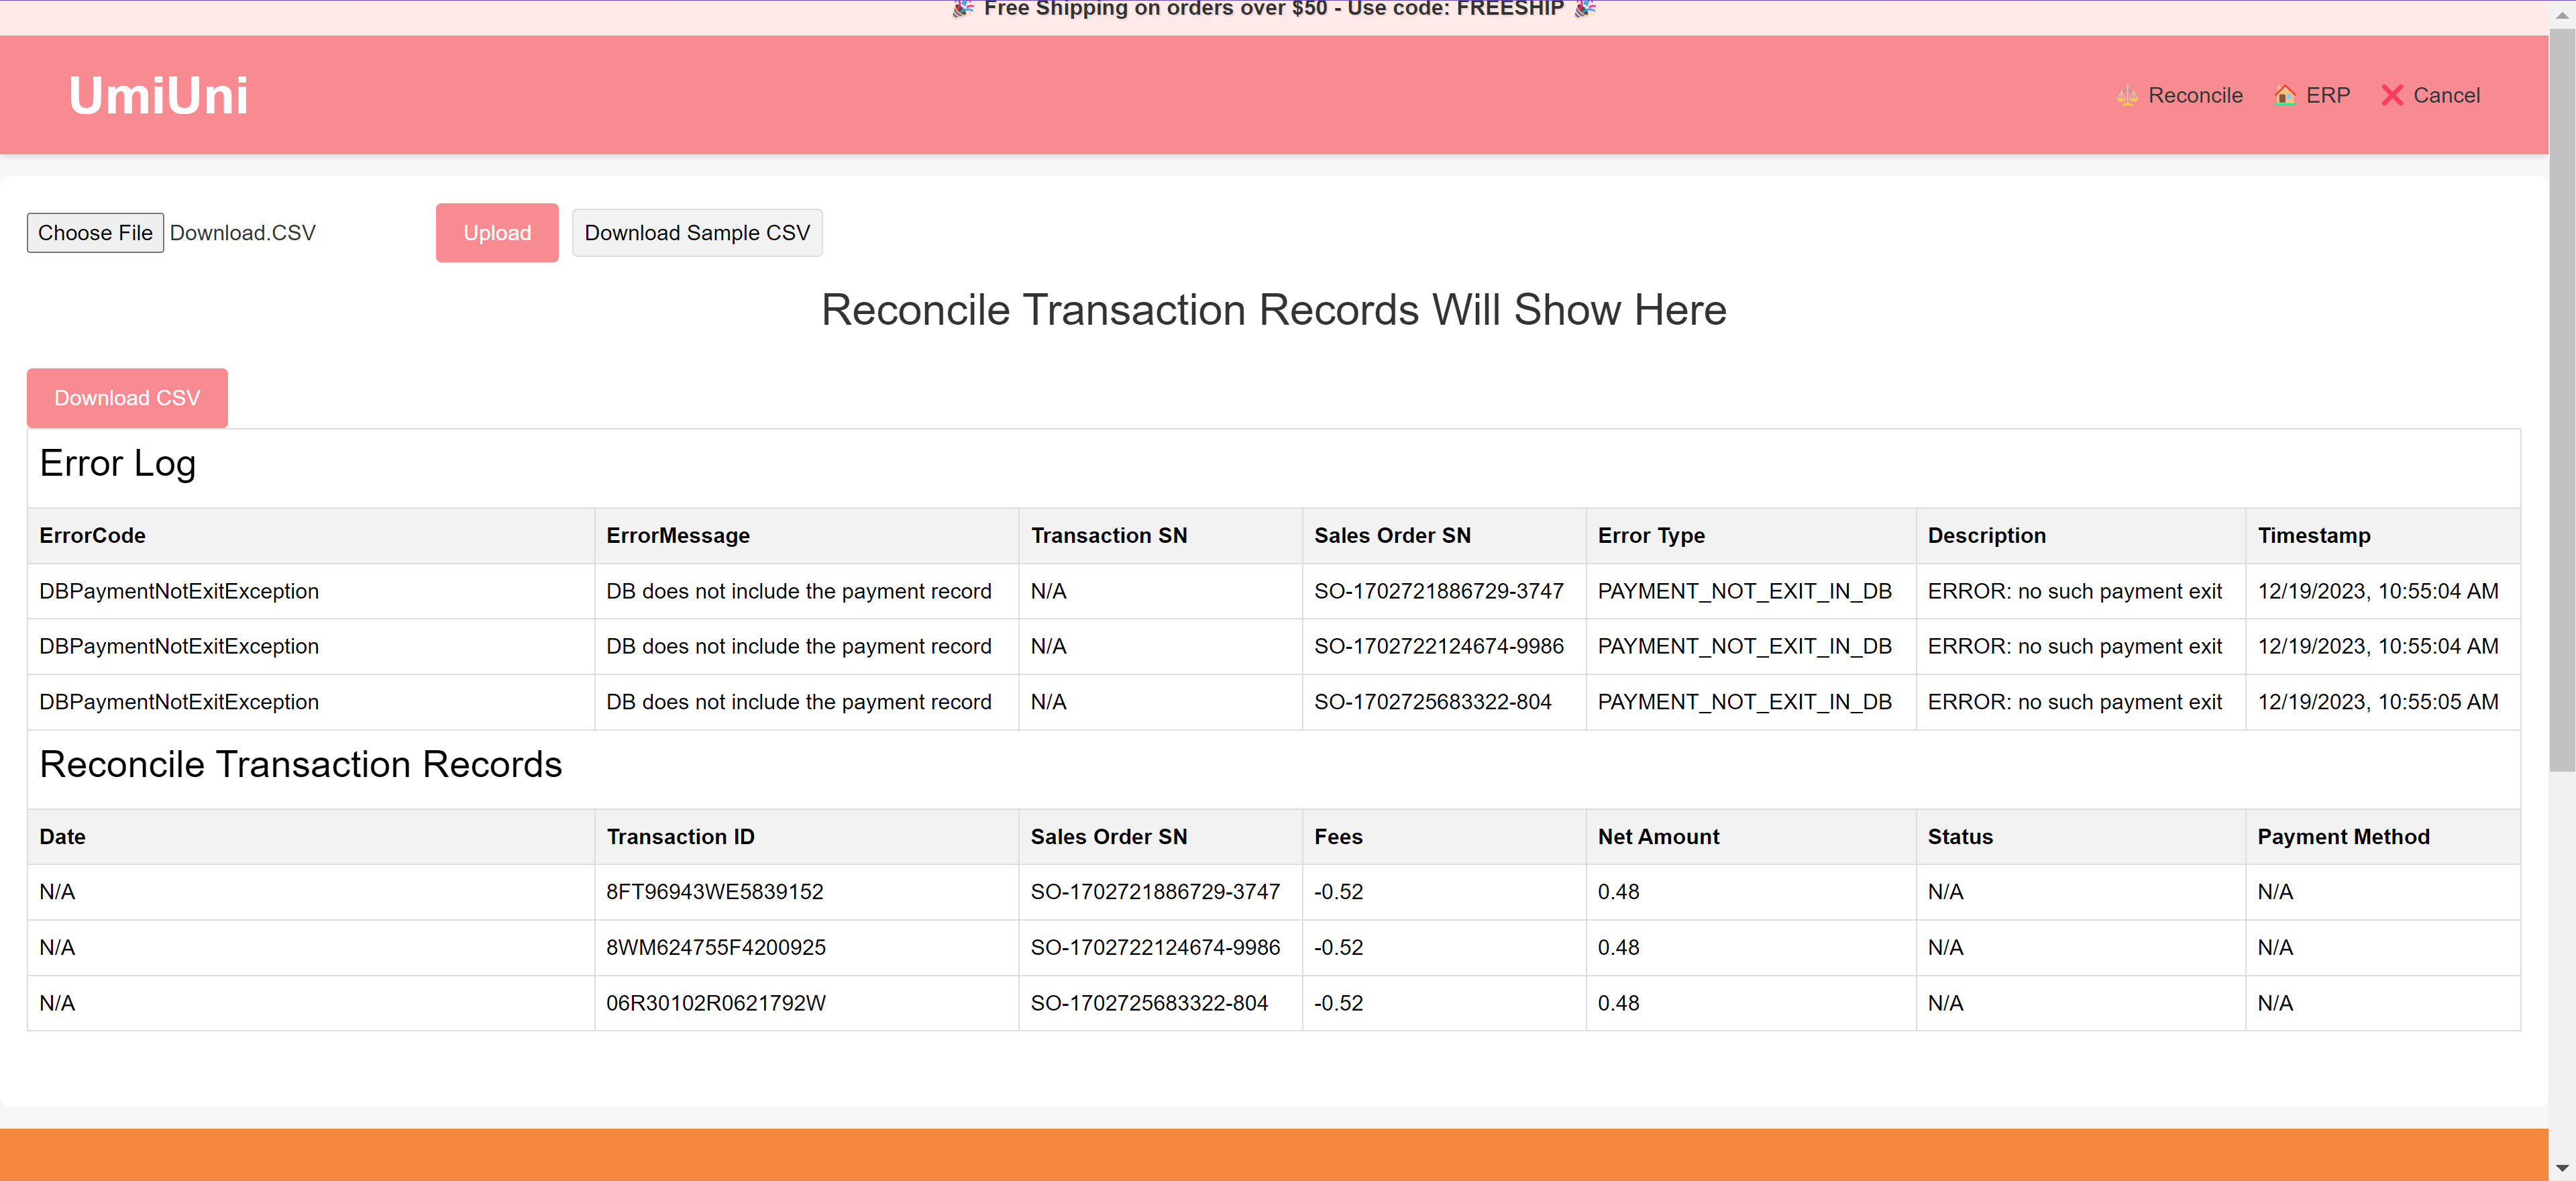 🎉 Free Shipping on orders over $50 - Use code: FREESHIP 🎉
UmiUni
⚖️ Reconcile 🏠 ERP ❌ Cancel
Choose File Download.CSV Upload Download Sample CSV
Reconcile Transaction Records Will Show Here
Download CSV
Error Log
ErrorCode ErrorMessage Transaction SN Sales Order SN Error Type Description Timestamp
DBPaymentNotExitException DB does not include the payment record N/A SO-1702721886729-3747 PAYMENT_NOT_EXIT_IN_DB ERROR: no such payment exit 12/19/2023, 10:55:04 AM
DBPaymentNotExitException DB does not include the payment record N/A SO-1702722124674-9986 PAYMENT_NOT_EXIT_IN_DB ERROR: no such payment exit 12/19/2023, 10:55:04 AM
DBPaymentNotExitException DB does not include the payment record N/A SO-1702725683322-804 PAYMENT_NOT_EXIT_IN_DB ERROR: no such payment exit 12/19/2023, 10:55:05 AM
Reconcile Transaction Records
Date Transaction ID Sales Order SN Fees Net Amount Status Payment Method
N/A 8FT96943WE5839152 SO-1702721886729-3747 -0.52 0.48 N/A N/A
N/A 8WM624755F4200925 SO-1702722124674-9986 -0.52 0.48 N/A N/A
N/A 06R30102R0621792W SO-1702725683322-804 -0.52 0.48 N/A N/A